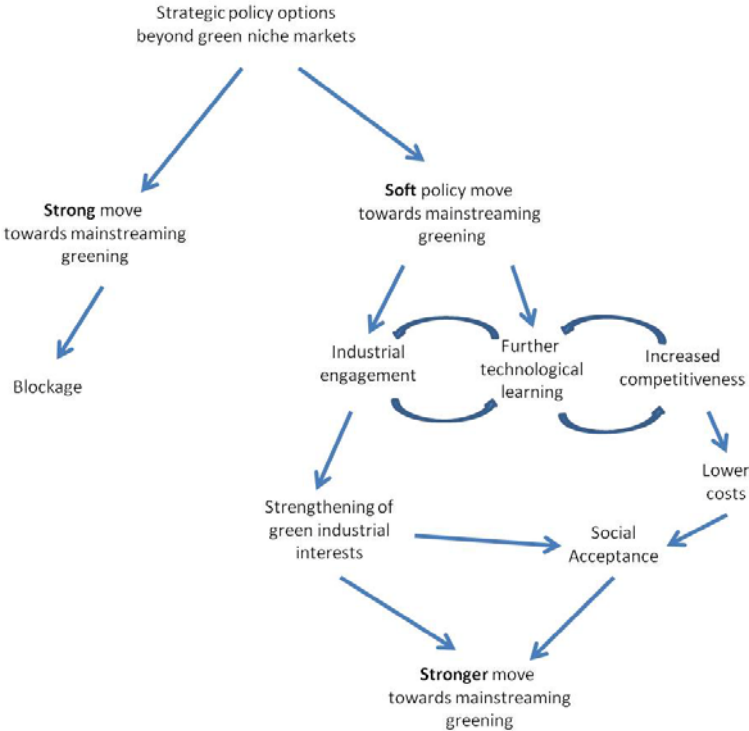 Strategic policy options
beyond green niche markets
Strong move
towards mainstreaming
greening
Soft policy move
towards mainstreaming
greening
Blockage
Industrial
engagement
Further
technological
learning
Increased
competitiveness
Lower
costs
Strengthening of
green industrial
interests
Social
Acceptance
Stronger move
towards mainstreaming
greening